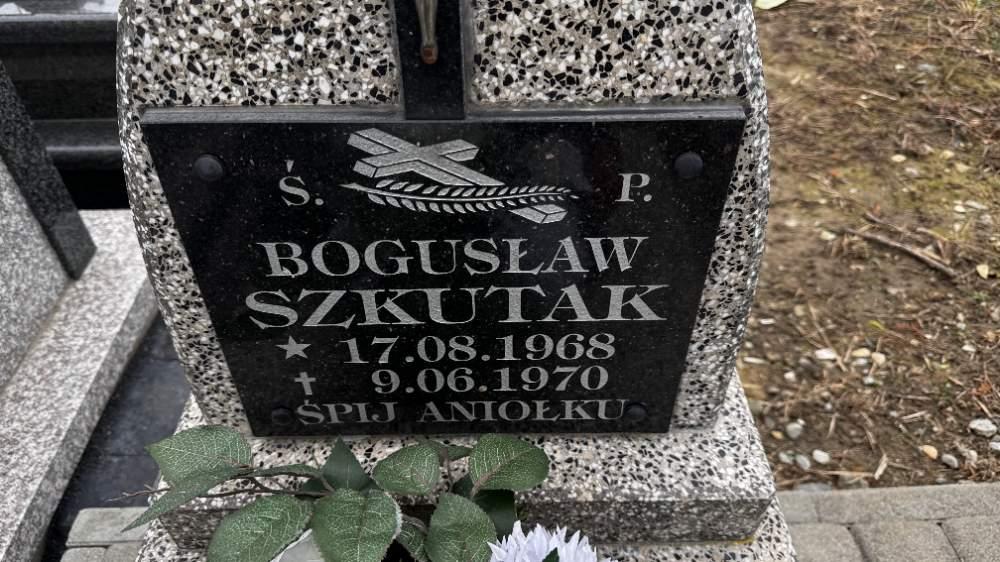 Ś. P.
BOGUSŁAW
SZKUTAK
17.08.1968
9.06.1970
ŚPIJ ANIOŁKU